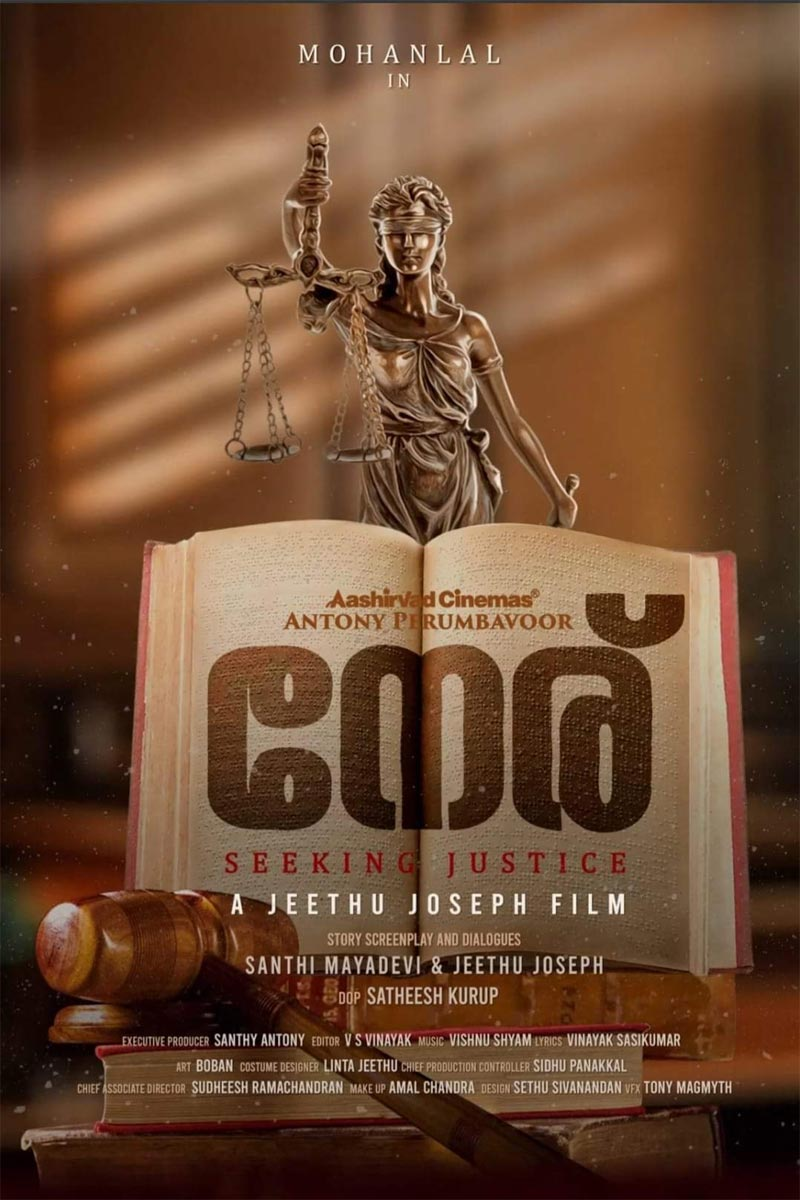 MOHANLAL
IN
Aashirvad Cinemas®
ANTONY PERUMBAVOOR
നേര്
SEEKING JUSTICE
A JEETHU JOSEPH FILM
STORY SCREENPLAY AND DIALOGUES
SANTHI MAYADEVI & JEETHU JOSEPH
DOP SATHEESH KURUP
EXECUTIVE PRODUCER SANTHY ANTONY EDITOR V S VINAYAK MUSIC VISHNU SHYAM LYRICS VINAYAK SASIKUMAR
ART BOBAN COSTUME DESIGNER LINTA JEETHU CHIEF PRODUCTION CONTROLLER SIDHU PANAKKAL
CHIEF ASSOCIATE DIRECTOR SUDHEESH RAMACHANDRAN MAKE UP AMAL CHANDRA DESIGN SETHU SIVANANDAN VFX TONY MAGMYTH